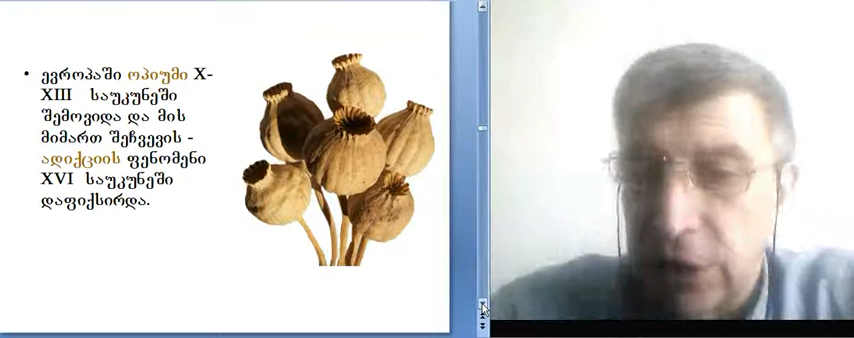 • ევროპაში ოპიუმი X-
XIII საუკუნეში
შემოვიდა და მის
მიმართ შეჩვევის -
ადიქციის ფენომენი
XVI საუკუნეში
დაფიქსირდა.